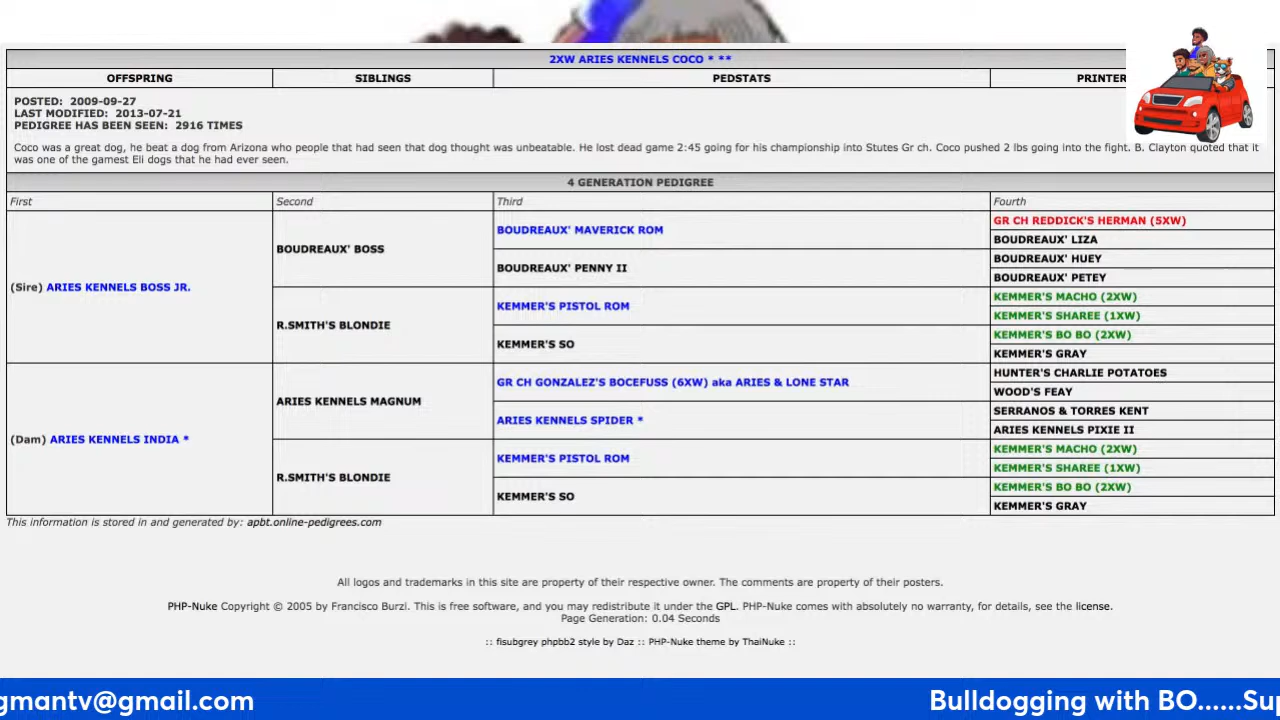 2XW ARIES KENNELS COCO * **
OFFSPRING SIBLINGS PEDSTATS PRINTER
POSTED: 2009-09-27
LAST MODIFIED: 2013-07-21
PEDIGREE HAS BEEN SEEN: 2916 TIMES
Coco was a great dog, he beat a dog from Arizona who people that had seen that dog thought was unbeatable. He lost dead game 2:45 going for his championship into Stutes Gr ch. Coco pushed 2 lbs going into the fight. B. Clayton quoted that it
was one of the gamest Eli dogs that he had ever seen.
4 GENERATION PEDIGREE
First Second Third Fourth
GR CH REDDICK'S HERMAN (5XW)
BOUDREAUX' MAVERICK ROM
BOUDREAUX' LIZA
BOUDREAUX' BOSS
BOUDREAUX' HUEY
BOUDREAUX' PENNY II
BOUDREAUX' PETEY
(Sire) ARIES KENNELS BOSS JR.
KEMMER'S MACHO (2XW)
KEMMER'S PISTOL ROM
KEMMER'S SHAREE (1XW)
R.SMITH'S BLONDIE
KEMMER'S BO BO (2XW)
KEMMER'S SO
KEMMER'S GRAY
HUNTER'S CHARLIE POTATOES
GR CH GONZALEZ'S BOCEFUSS (6XW) aka ARIES & LONE STAR
WOOD'S FEAY
ARIES KENNELS MAGNUM
SERRANOS & TORRES KENT
ARIES KENNELS SPIDER *
ARIES KENNELS PIXIE II
(Dam) ARIES KENNELS INDIA *
KEMMER'S MACHO (2XW)
KEMMER'S PISTOL ROM
KEMMER'S SHAREE (1XW)
R.SMITH'S BLONDIE
KEMMER'S BO BO (2XW)
KEMMER'S SO
KEMMER'S GRAY
This information is stored in and generated by: apbt.online-pedigrees.com
All logos and trademarks in this site are property of their respective owner. The comments are property of their posters.
PHP-Nuke Copyright © 2005 by Francisco Burzi. This is free software, and you may redistribute it under the GPL. PHP-Nuke comes with absolutely no warranty, for details, see the license.
Page Generation: 0.04 Seconds
:: fisubgrey phpbb2 style by Daz :: PHP-Nuke theme by ThaiNuke ::
gmantv@gmail.com Bulldogging with BO......Sup